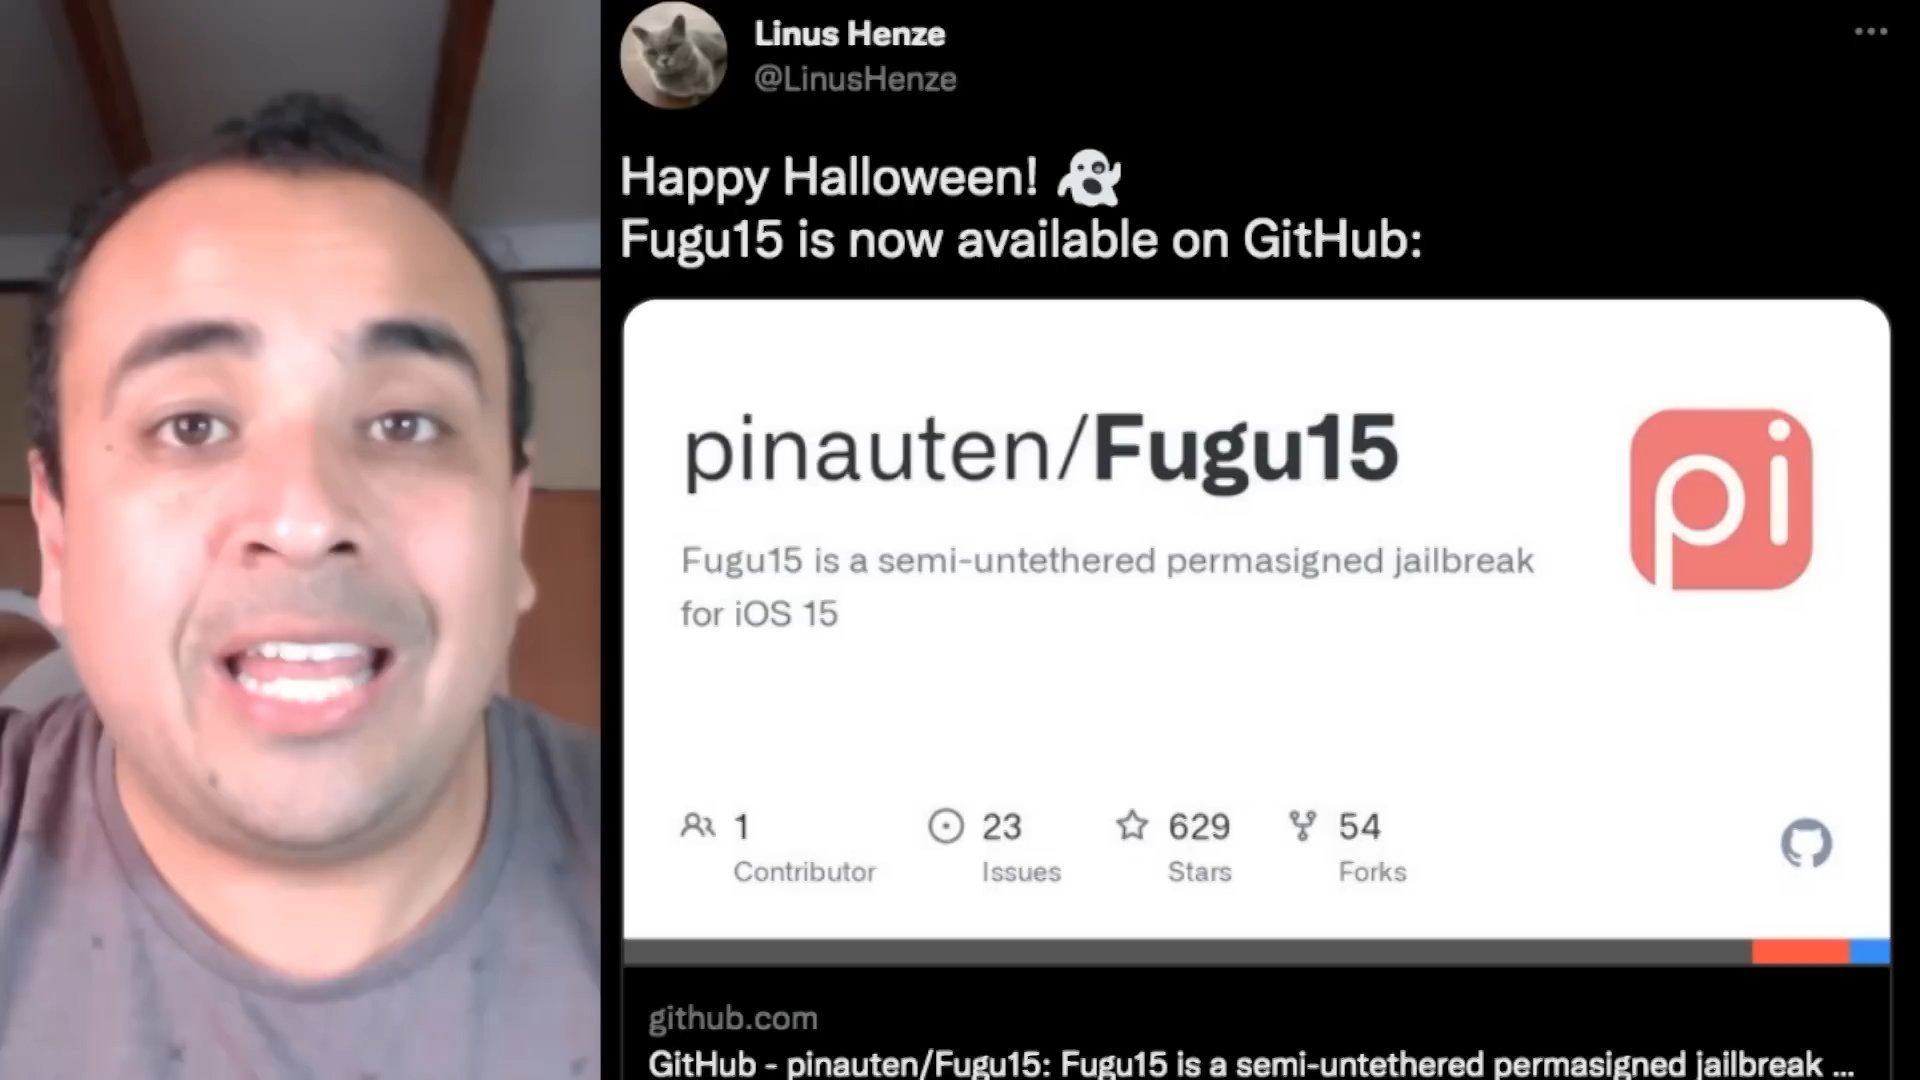 Linus Henze
@LinusHenze
Happy Halloween! 👻
Fugu15 is now available on GitHub:
pinauten/Fugu15
pi
Fugu15 is a semi-untethered permasigned jailbreak
for iOS 15
1 23 629 54
Contributor Issues Stars Forks
github.com
GitHub - pinauten/Fugu15: Fugu15 is a semi-untethered permasigned jailbreak ...